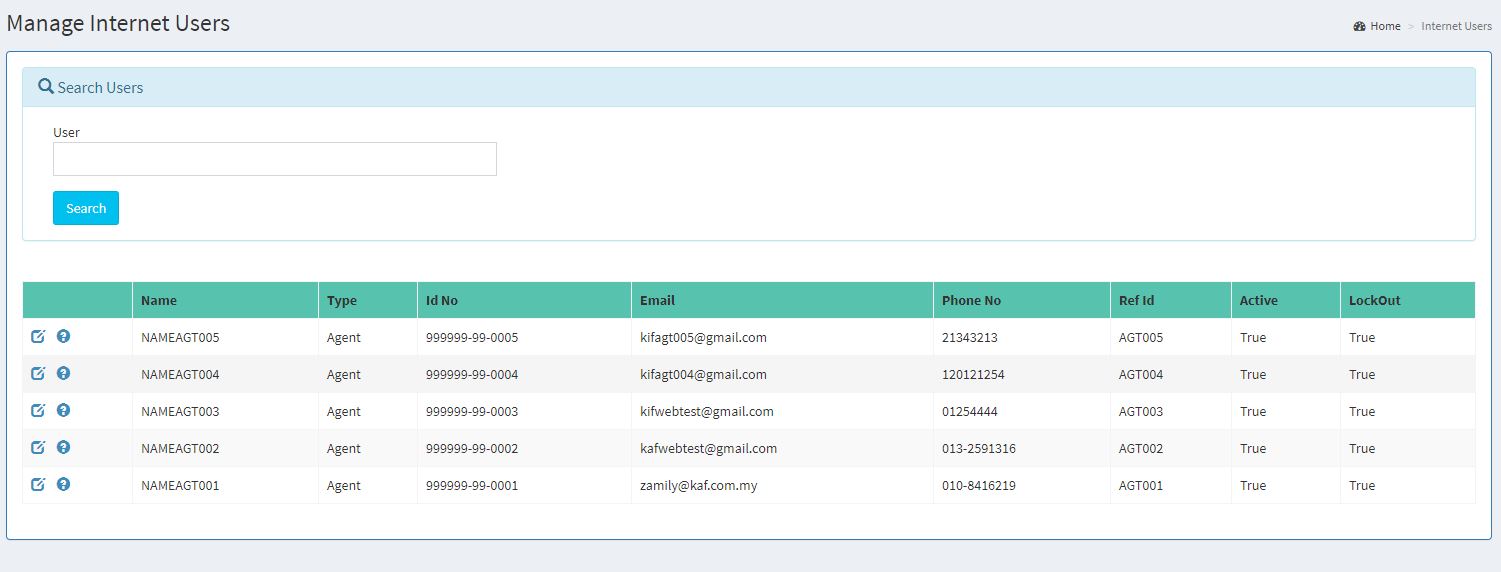 Manage Internet Users
Home > Internet Users
Search Users
User
Search
Name Type Id No Email Phone No Ref Id Active LockOut
NAMEAGT005 Agent 999999-99-0005 kifagt005@gmail.com 21343213 AGT005 True True
NAMEAGT004 Agent 999999-99-0004 kifagt004@gmail.com 120121254 AGT004 True True
NAMEAGT003 Agent 999999-99-0003 kifwebtest@gmail.com 01254444 AGT003 True True
NAMEAGT002 Agent 999999-99-0002 kafwebtest@gmail.com 013-2591316 AGT002 True True
NAMEAGT001 Agent 999999-99-0001 zamily@kaf.com.my 010-8416219 AGT001 True True